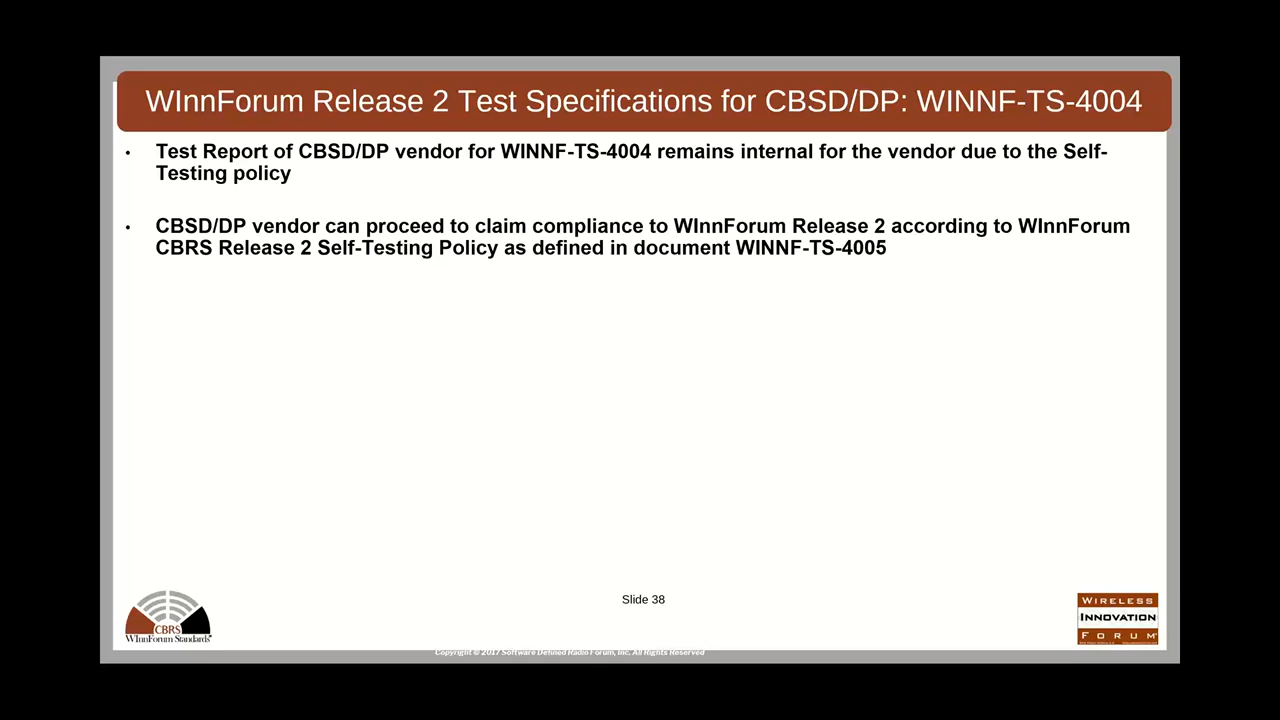 WInnForum Release 2 Test Specifications for CBSD/DP: WINNF-TS-4004
• Test Report of CBSD/DP vendor for WINNF-TS-4004 remains internal for the vendor due to the Self-
Testing policy
• CBSD/DP vendor can proceed to claim compliance to WInnForum Release 2 according to WInnForum
CBRS Release 2 Self-Testing Policy as defined in document WINNF-TS-4005
Slide 38
CBRS
WInnForum Standards
WIRELESS
INNOVATION
FORUM
Copyright © 2017 Software Defined Radio Forum, Inc. All Rights Reserved